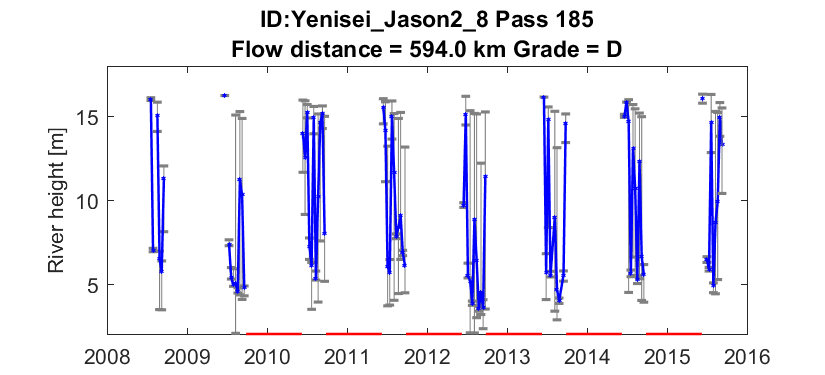 ID:Yenisei_Jason2_8 Pass 185
Flow distance = 594.0 km Grade = D
River height [m]
15
10
5
2008 2009 2010 2011 2012 2013 2014 2015 2016